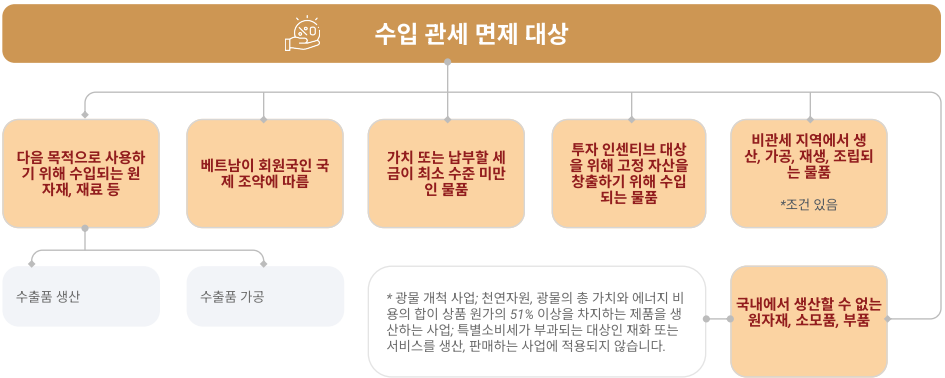 수입 관세 면제 대상
다음 목적으로 사용하
기 위해 수입되는 원
자재, 재료 등
베트남이 회원국인 국
제 조약에 따름
가치 또는 납부할 세
금이 최소 수준 미만
인 물품
투자 인센티브 대상
을 위해 고정 자산을
창출하기 위해 수입
되는 물품
비관세 지역에서 생
산, 가공, 재생, 조립되
는 물품
*조건 있음
수출품 생산
수출품 가공
* 광물 개척 사업; 천연자원, 광물의 총 가치와 에너지 비
용의 합이 상품 원가의 51% 이상을 차지하는 제품을 생
산하는 사업; 특별소비세가 부과되는 대상인 재화 또는
서비스를 생산, 판매하는 사업에 적용되지 않습니다.
국내에서 생산할 수 없는
원자재, 소모품, 부품